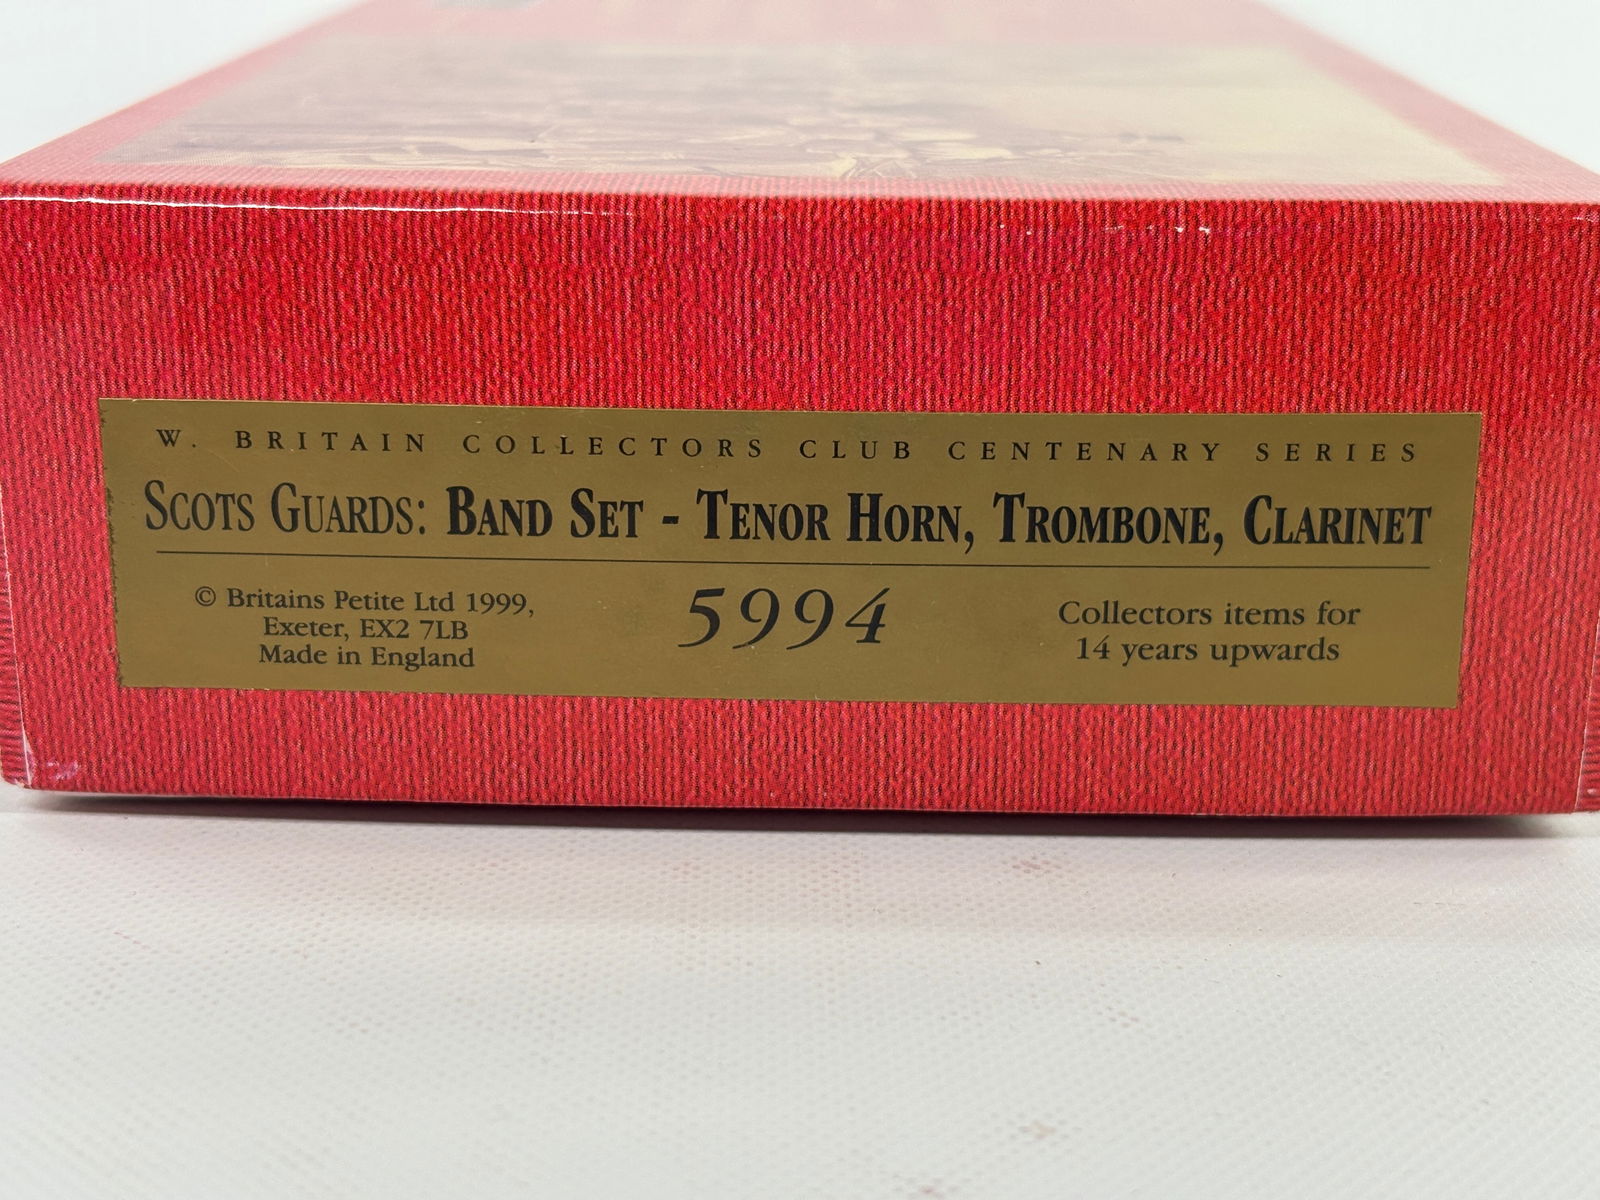 W. BRITAIN COLLECTORS CLUB CENTENARY SERIES
SCOTS GUARDS: BAND SET - TENOR HORN, TROMBONE, CLARINET
© Britains Petite Ltd 1999,
Exeter, EX2 7LB
Made in England
5994
Collectors items for
14 years upwards